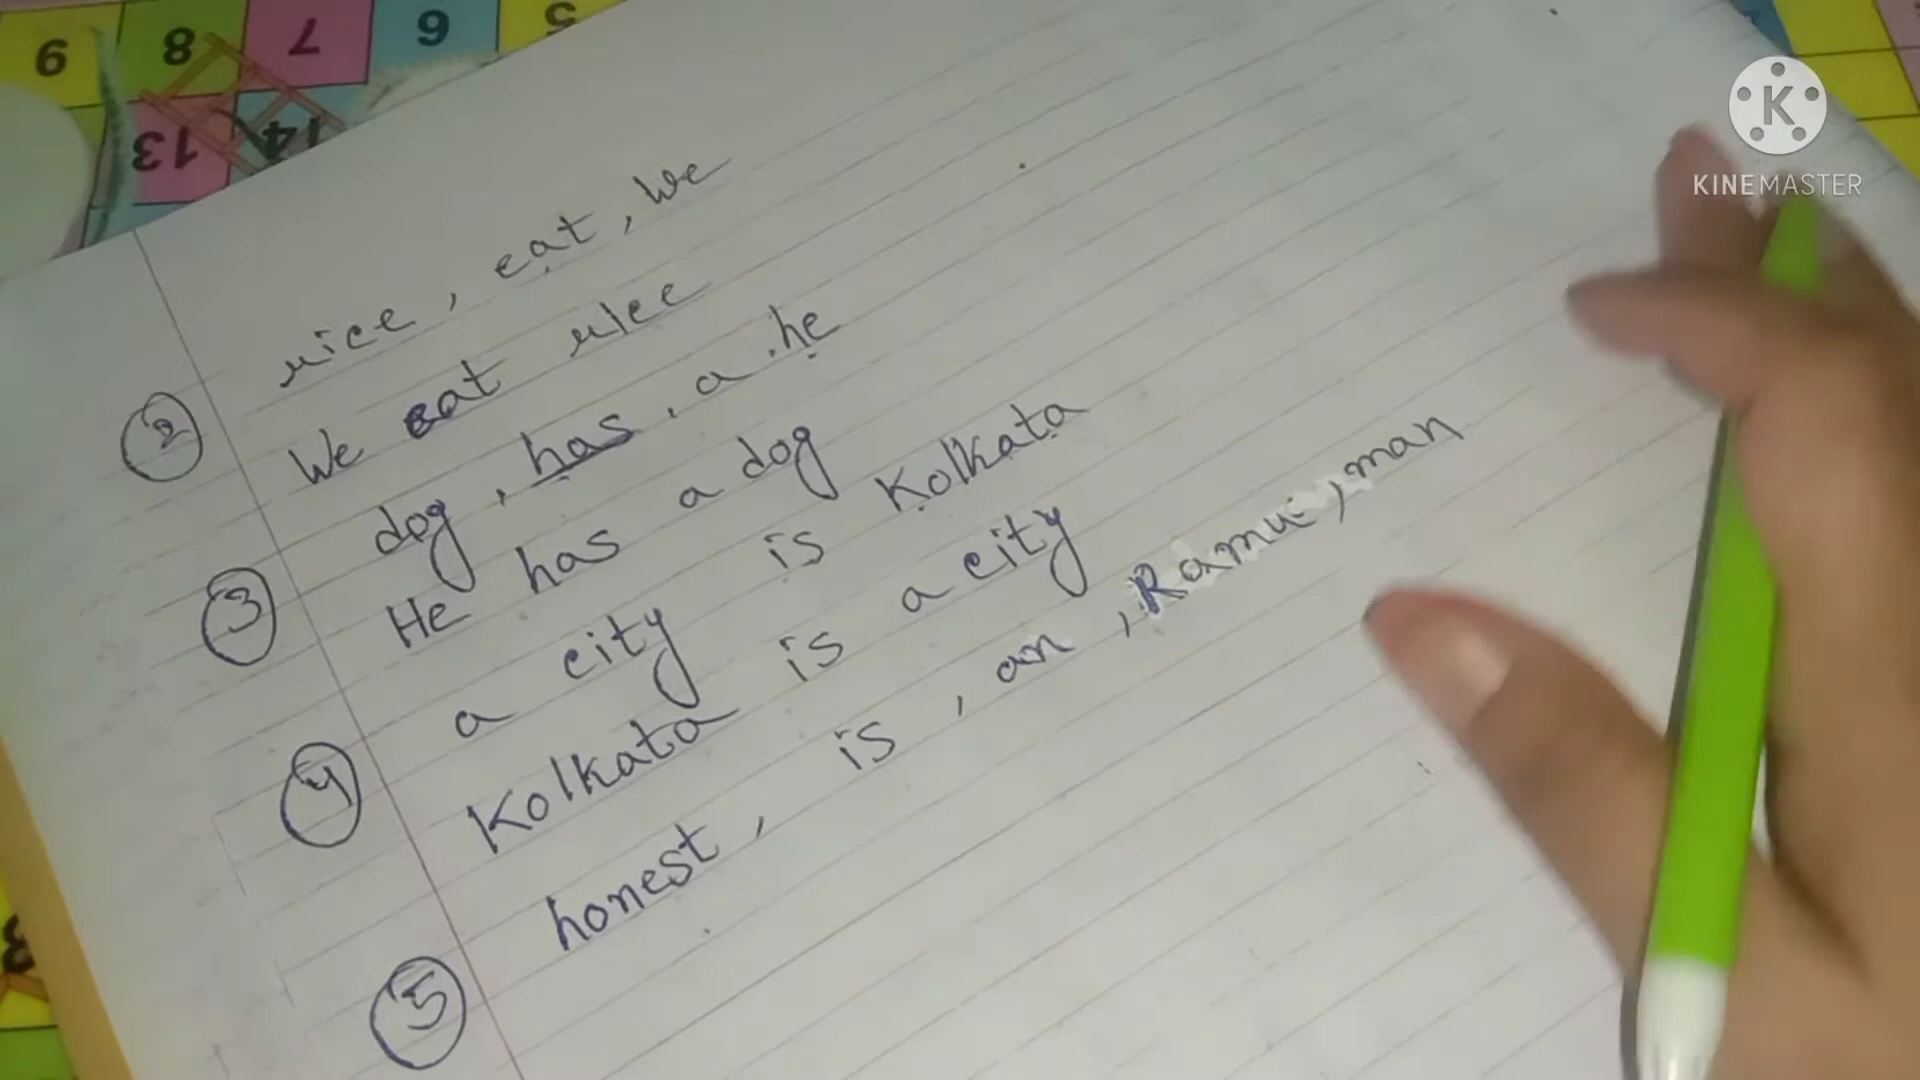 9 8 7 6 5
13 14
KINEMASTER
② rice, eat, we
We eat rice
③ dog, has, a, he
He has a dog
④ a city is Kolkata
Kolkata is a city
⑤ honest, is, an, Ramu, man